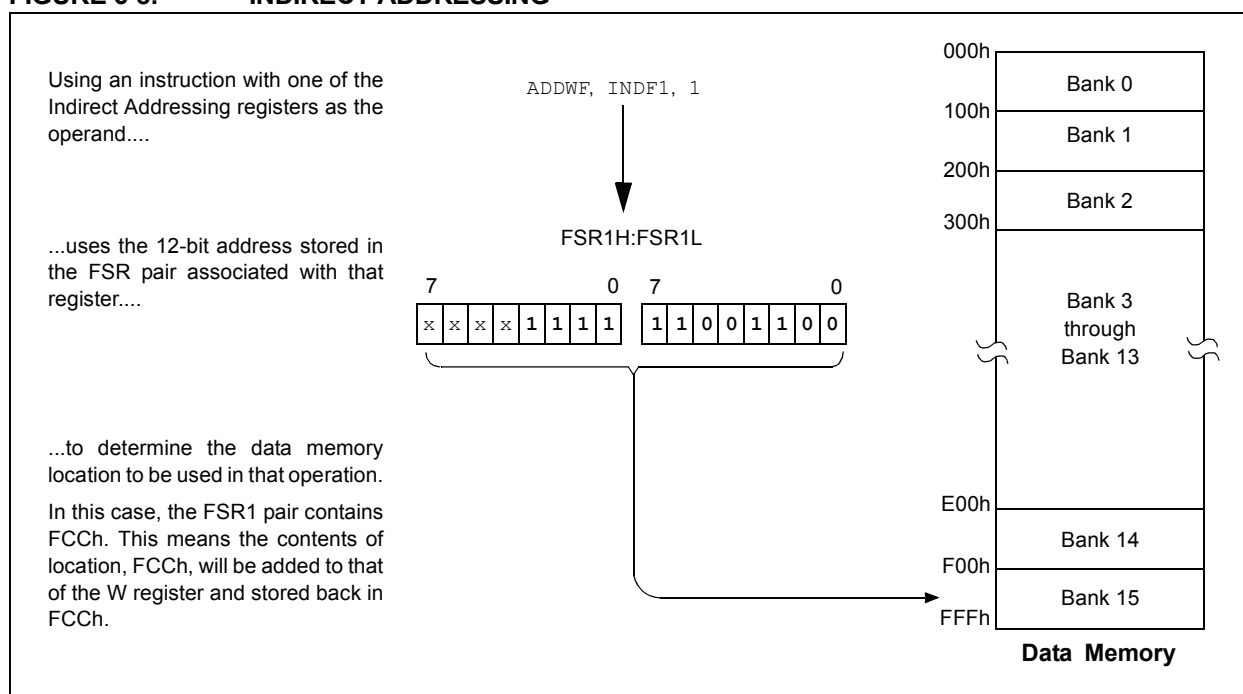 Using an instruction with one of the
Indirect Addressing registers as the
operand....
ADDWF, INDF1, 1
...uses the 12-bit address stored in
the FSR pair associated with that
register....
FSR1H:FSR1L
7 0 7 0
x x x x 1 1 1 1 1 1 0 0 1 1 0 0
...to determine the data memory
location to be used in that operation.
In this case, the FSR1 pair contains
FCCh. This means the contents of
location, FCCh, will be added to that
of the W register and stored back in
FCCh.
000h
Bank 0
100h
Bank 1
200h
Bank 2
300h
Bank 3
through
Bank 13
E00h
Bank 14
F00h
Bank 15
FFFh
Data Memory